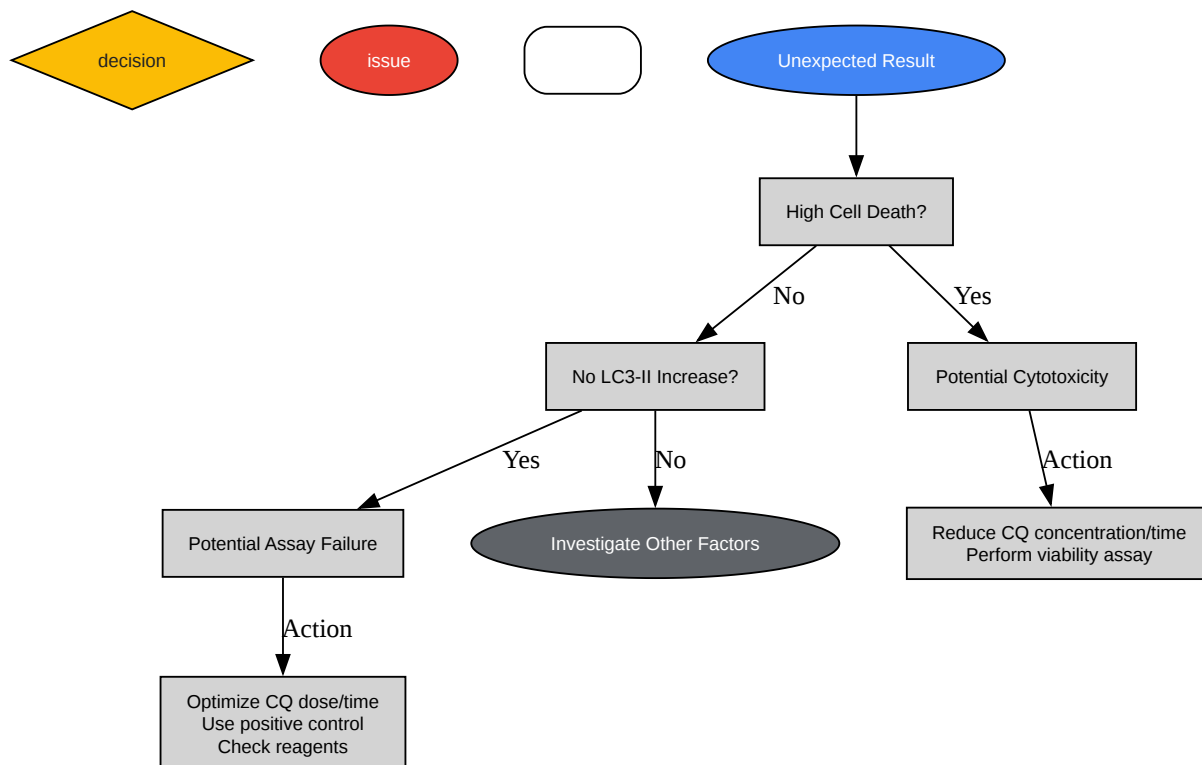 decision
issue
Unexpected Result
High Cell Death?
No
Yes
No LC3-II Increase?
Potential Cytotoxicity
Yes
No
Action
Potential Assay Failure
Investigate Other Factors
Reduce CQ concentration/time
Perform viability assay
Action
Optimize CQ dose/time
Use positive control
Check reagents